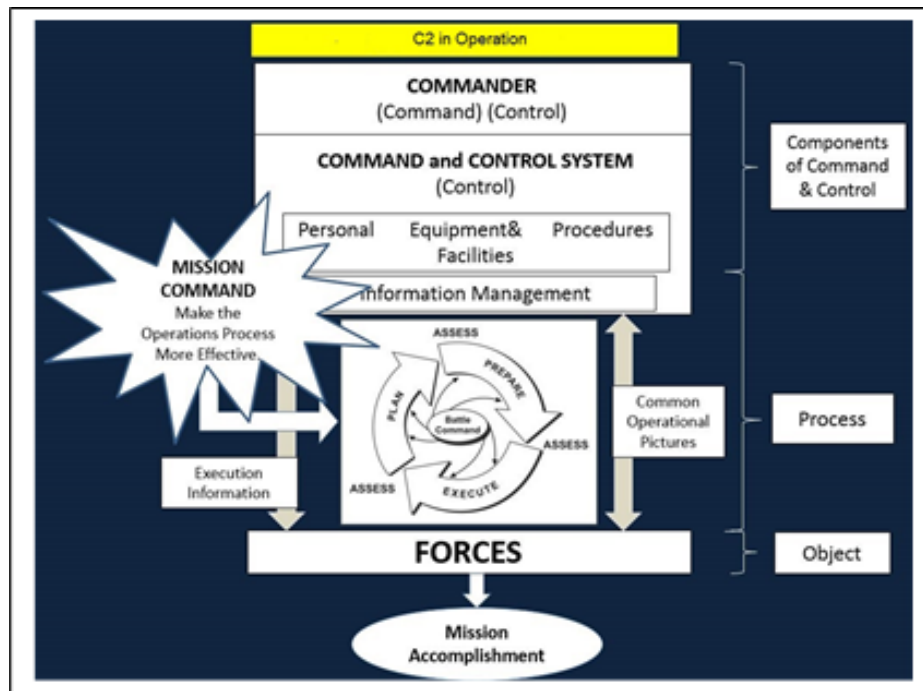 C2 in Operation
COMMANDER
(Command) (Control)
COMMAND and CONTROL SYSTEM
(Control)
Personal Equipment& Procedures
Facilities
Information Management
Components
of Command
& Control
MISSION
COMMAND
Make the
Operations Process
More Effective.
ASSESS
PREPARE
PLAN
Battle
Command
ASSESS
ASSESS
EXECUTE
Common
Operational
Pictures
Process
Execution
Information
FORCES
Object
Mission
Accomplishment